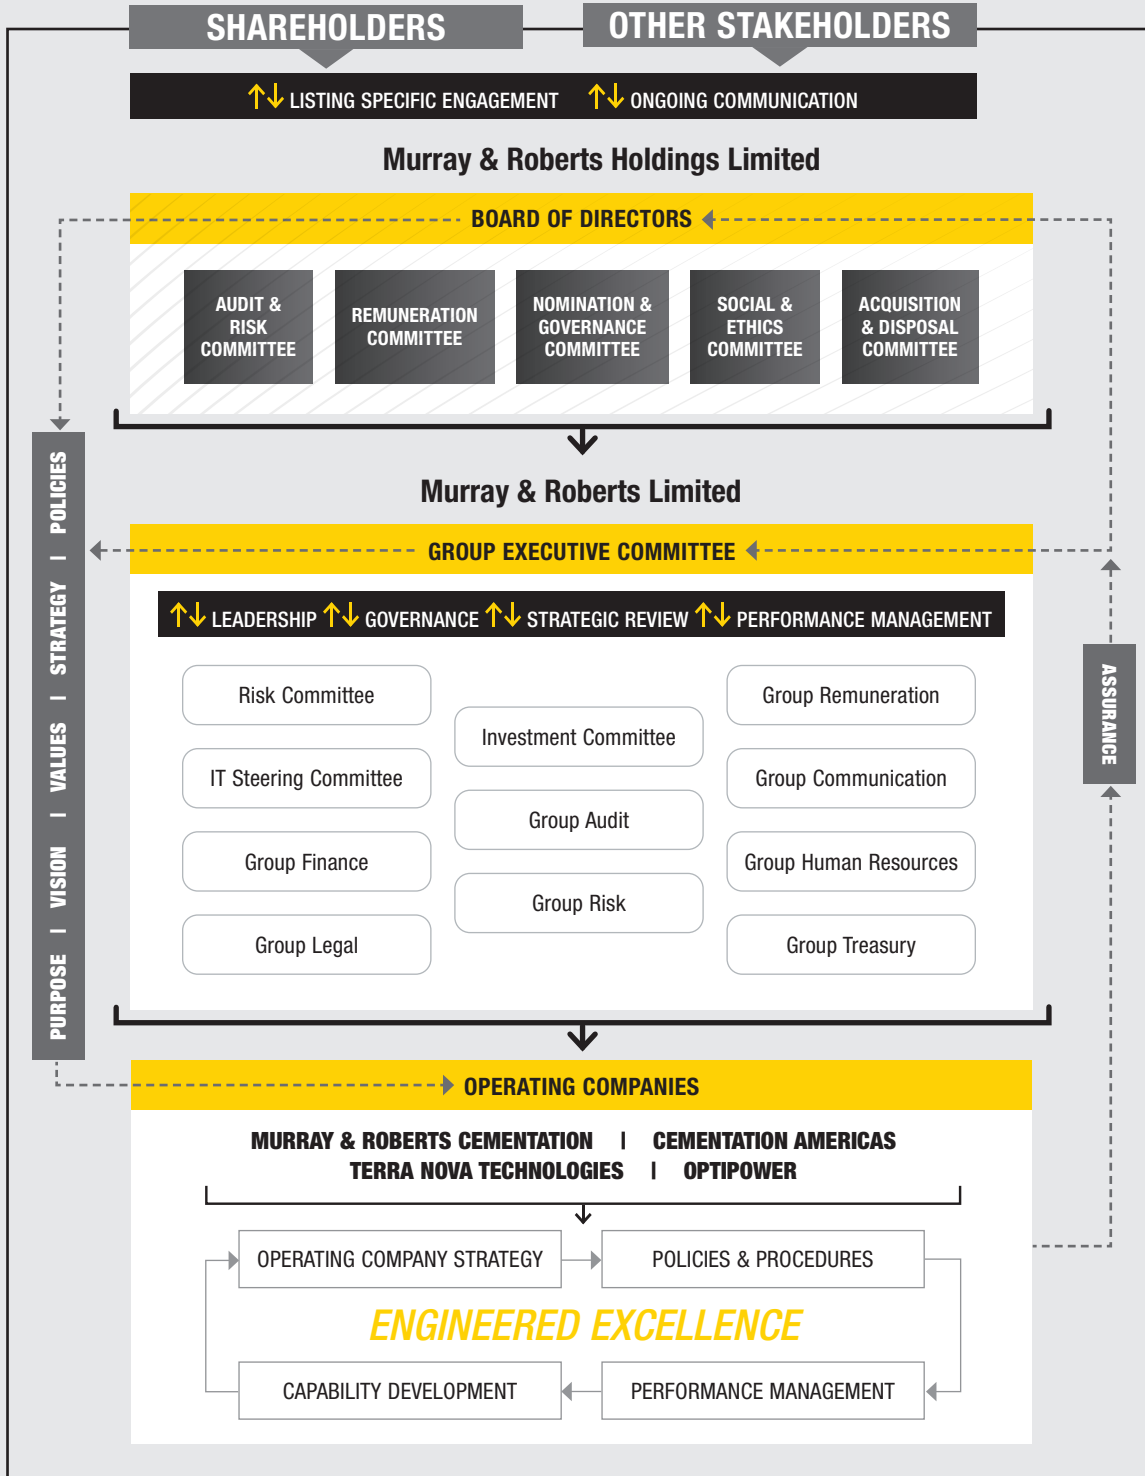 SHAREHOLDERS
OTHER STAKEHOLDERS
LISTING SPECIFIC ENGAGEMENT
ONGOING COMMUNICATION
Murray & Roberts Holdings Limited
BOARD OF DIRECTORS
AUDIT &
RISK
COMMITTEE
REMUNERATION
COMMITTEE
NOMINATION &
GOVERNANCE
COMMITTEE
SOCIAL &
ETHICS
COMMITTEE
ACQUISITION
& DISPOSAL
COMMITTEE
PURPOSE | VISION | VALUES | STRATEGY | POLICIES
Murray & Roberts Limited
GROUP EXECUTIVE COMMITTEE
LEADERSHIP GOVERNANCE STRATEGIC REVIEW PERFORMANCE MANAGEMENT
Risk Committee
IT Steering Committee
Group Finance
Group Legal
Investment Committee
Group Audit
Group Risk
Group Remuneration
Group Communication
Group Human Resources
Group Treasury
ASSURANCE
OPERATING COMPANIES
MURRAY & ROBERTS CEMENTATION | CEMENTATION AMERICAS
TERRA NOVA TECHNOLOGIES | OPTIPOWER
OPERATING COMPANY STRATEGY
POLICIES & PROCEDURES
ENGINEERED EXCELLENCE
CAPABILITY DEVELOPMENT
PERFORMANCE MANAGEMENT